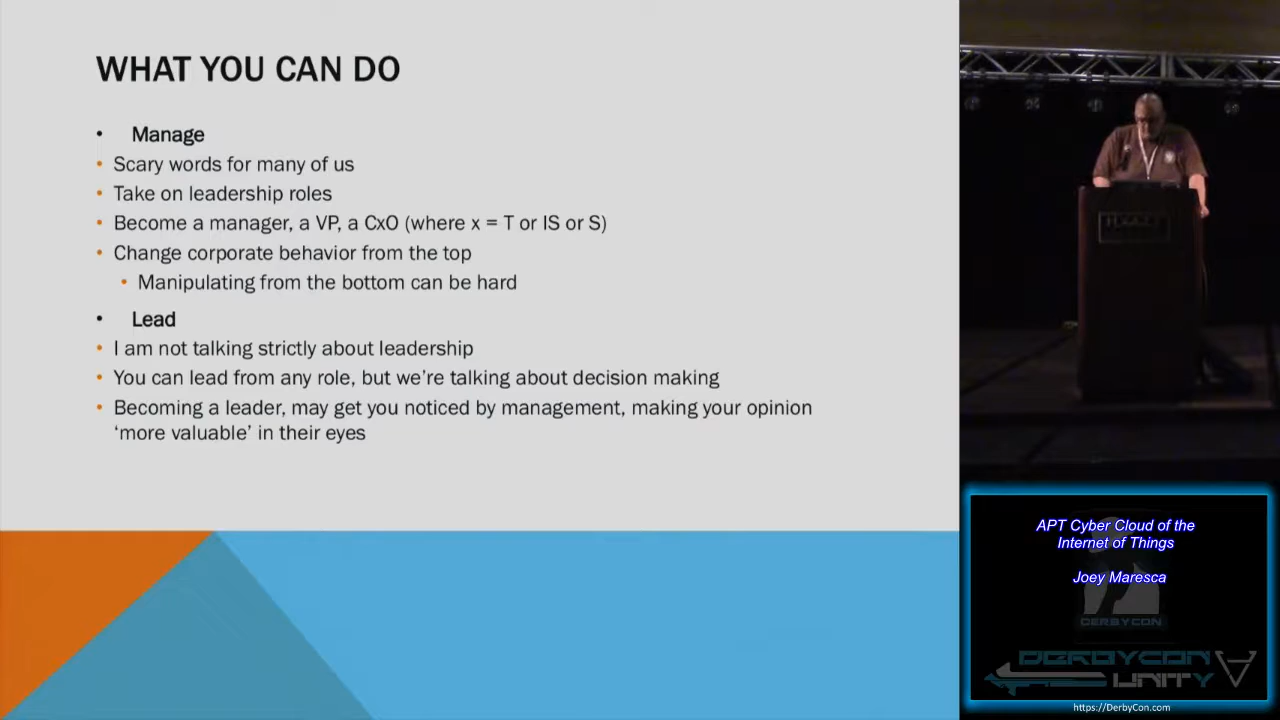 WHAT YOU CAN DO
• Manage
• Scary words for many of us
• Take on leadership roles
• Become a manager, a VP, a CxO (where x = T or IS or S)
• Change corporate behavior from the top
• Manipulating from the bottom can be hard
• Lead
• I am not talking strictly about leadership
• You can lead from any role, but we're talking about decision making
• Becoming a leader, may get you noticed by management, making your opinion
‘more valuable’ in their eyes
APT Cyber Cloud of the
Internet of Things
Joey Maresca
DERBYCON
DERBYCON
UNITY
https://DerbyCon.com